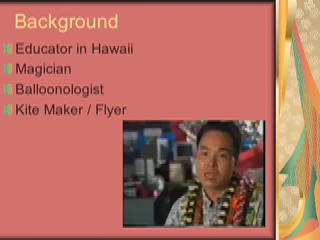 Background
Educator in Hawaii
Magician
Balloonologist
Kite Maker / Flyer